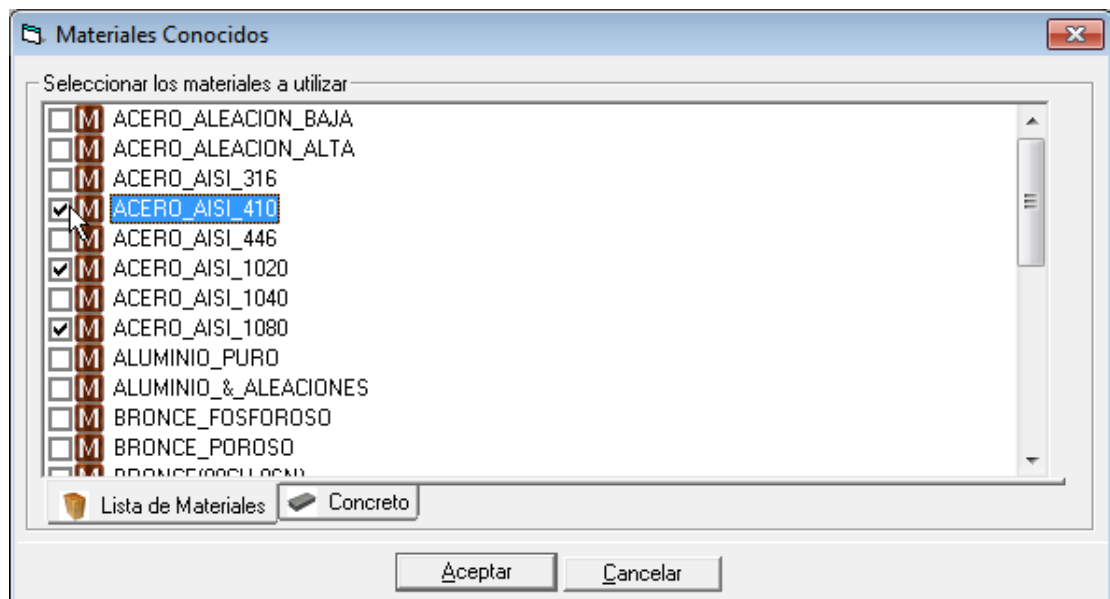 Materiales Conocidos
Seleccionar los materiales a utilizar
M ACERO_ALEACION_BAJA
M ACERO_ALEACION_ALTA
M ACERO_AISI_316
M ACERO_AISI_410
M ACERO_AISI_446
M ACERO_AISI_1020
M ACERO_AISI_1040
M ACERO_AISI_1080
M ALUMINIO_PURO
M ALUMINIO_&_ALEACIONES
M BRONCE_FOSFOROSO
M BRONCE_POROSO
Lista de Materiales Concreto
Aceptar Cancelar